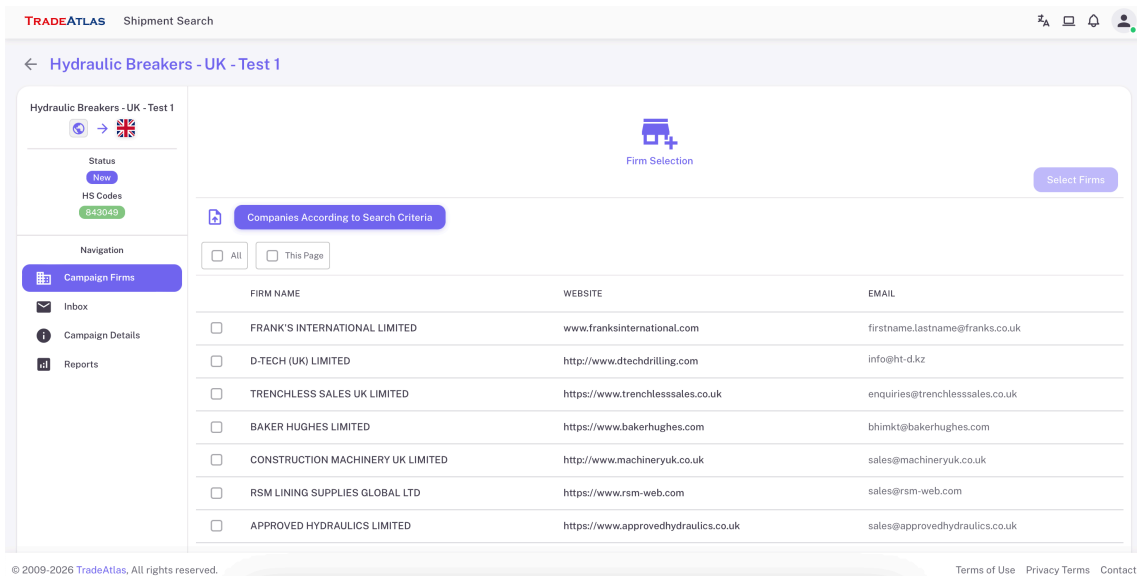 TRADEATLAS Shipment Search
Hydraulic Breakers - UK - Test 1
Hydraulic Breakers - UK - Test 1
Status
New
HS Codes
843049
Navigation
Campaign Firms
Inbox
Campaign Details
Reports
Firm Selection
Select Firms
Companies According to Search Criteria
All This Page
FIRM NAME WEBSITE EMAIL
FRANK'S INTERNATIONAL LIMITED www.franksinternational.com firstname.lastname@franks.co.uk
D-TECH (UK) LIMITED http://www.dtechdrilling.com info@ht-d.kz
TRENCHLESS SALES UK LIMITED https://www.trenchlesssales.co.uk enquiries@trenchlesssales.co.uk
BAKER HUGHES LIMITED https://www.bakerhughes.com bhimkt@bakerhughes.com
CONSTRUCTION MACHINERY UK LIMITED http://www.machineryuk.co.uk sales@machineryuk.co.uk
RSM LINING SUPPLIES GLOBAL LTD https://www.rsm-web.com sales@rsm-web.com
APPROVED HYDRAULICS LIMITED https://www.approvedhydraulics.co.uk sales@approvedhydraulics.co.uk
© 2009-2026 TradeAtlas, All rights reserved. Terms of Use Privacy Terms Contact